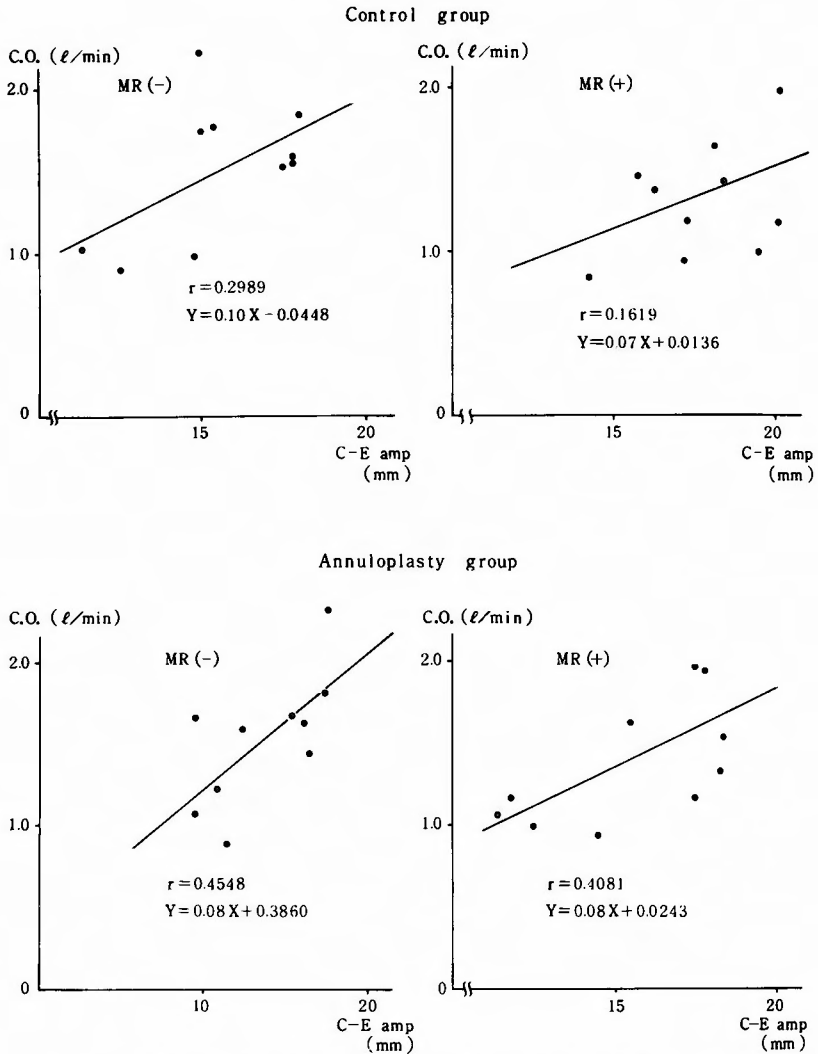 Control group
C.O. (ℓ/min)
MR (-)
2.0
1 0
0
r = 0.2989
Y=0.10 X - 0.0448
15
20
C-E amp
(mm)
C.O. (ℓ/min)
MR (+)
2.0
1.0
0
r = 0.1619
Y=0.07 X + 0.0136
15
20
C-E amp
(mm)
Annuloplasty group
C.O. (ℓ/min)
MR (-)
2.0
1.0
0
r = 0.4548
Y=0.08 X + 0.3860
10
20
C-E amp
(mm)
C.O. (ℓ/min)
MR (+)
2.0
1.0
0
r = 0.4081
Y=0.08 X + 0.0243
15
20
C-E amp
(mm)